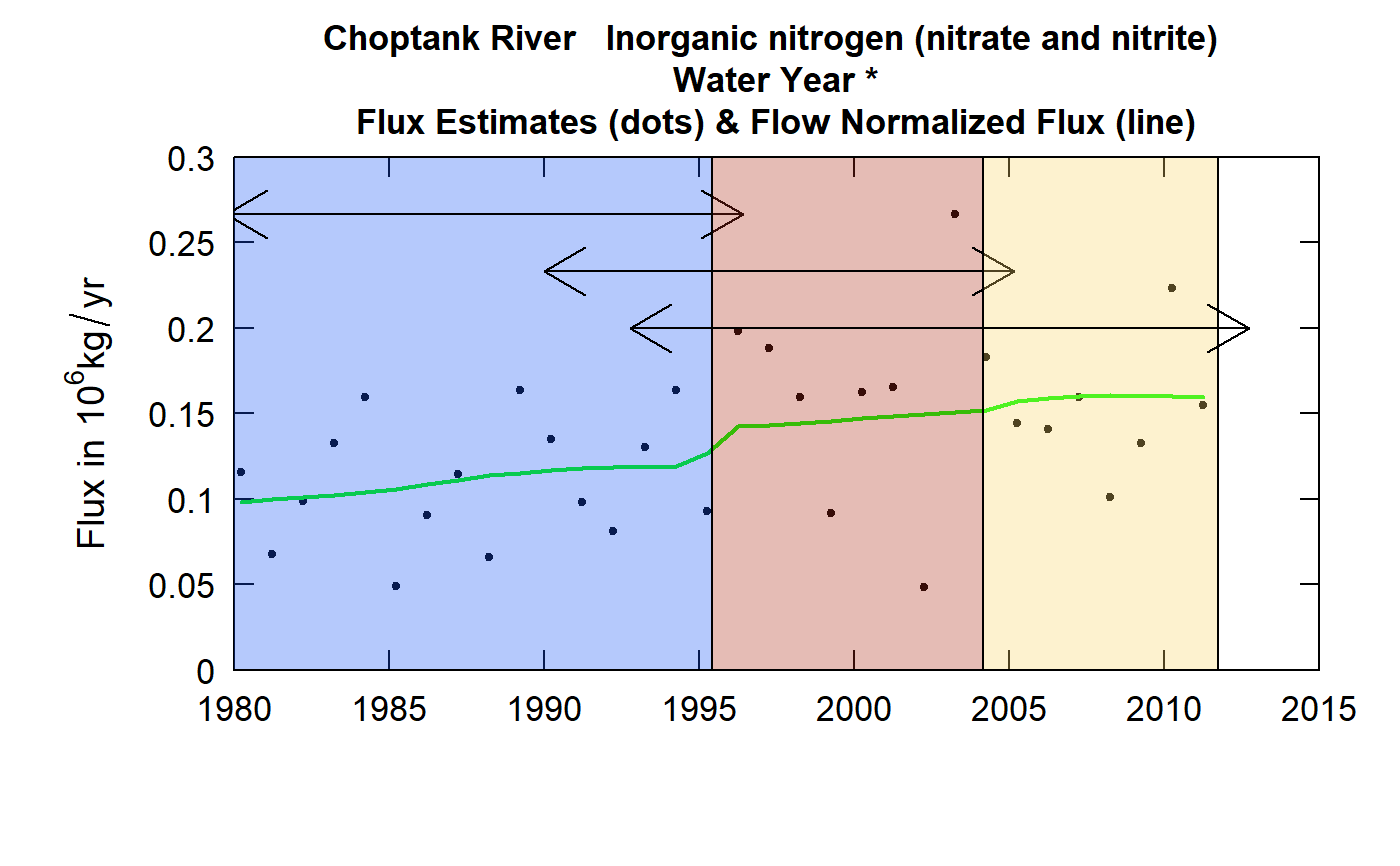 Choptank River Inorganic nitrogen (nitrate and nitrite)
Water Year *
Flux Estimates (dots) & Flow Normalized Flux (line)
Flux in 10⁶kg/yr
0.3
0.25
0.2
0.15
0.1
0.05
0
1980 1985 1990 1995 2000 2005 2010 2015